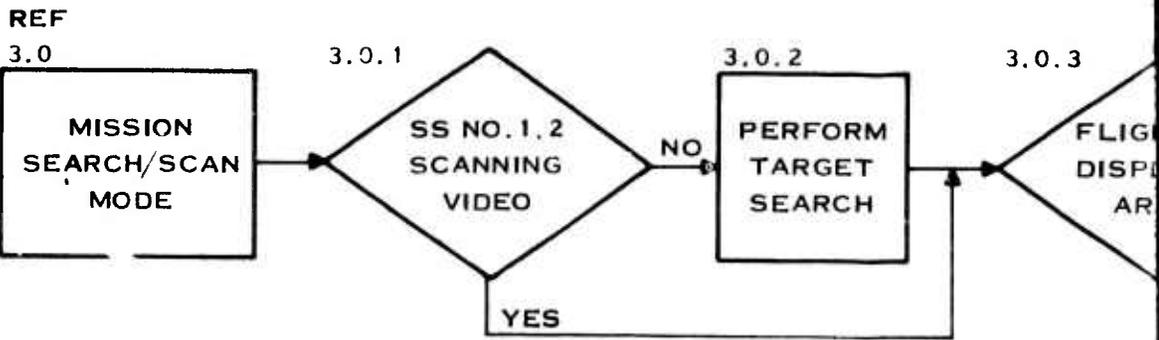 REF
3.0
MISSION
SEARCH/SCAN
MODE
3.0.1
SS NO.1,2
SCANNING
VIDEO
NO
YES
3.0.2
PERFORM
TARGET
SEARCH
3.0.3